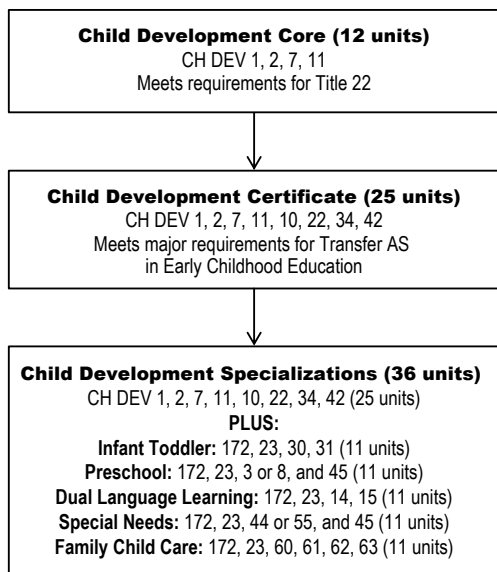 Child Development Core (12 units)
CH DEV 1, 2, 7, 11
Meets requirements for Title 22
Child Development Certificate (25 units)
CH DEV 1, 2, 7, 11, 10, 22, 34, 42
Meets major requirements for Transfer AS
in Early Childhood Education
Child Development Specializations (36 units)
CH DEV 1, 2, 7, 11, 10, 22, 34, 42 (25 units)
PLUS:
Infant Toddler: 172, 23, 30, 31 (11 units)
Preschool: 172, 23, 3 or 8, and 45 (11 units)
Dual Language Learning: 172, 23, 14, 15 (11 units)
Special Needs: 172, 23, 44 or 55, and 45 (11 units)
Family Child Care: 172, 23, 60, 61, 62, 63 (11 units)